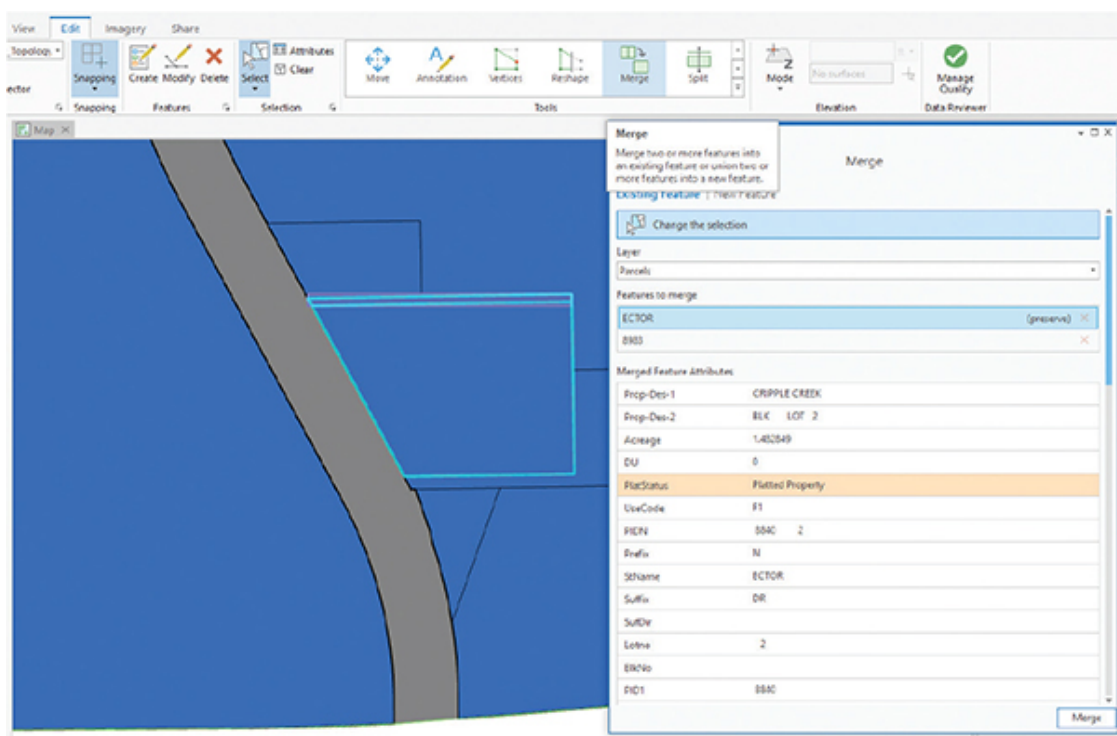 View Edit Imagery Share
Topology
Snapping
Create Modify Delete
Select
Attributes
Clear
Move Annotation Vertices Reshape Merge Split
Mode
No surfaces
Manage
Quality
ector
Snapping Features Selection Tools Elevation Data Reviewer
Map
Merge
Merge two or more features into
an existing feature or union two or
more features into a new feature.
Merge
Existing Feature | New Feature
Change the selection
Layer
Parcels
Features to merge
ECTOR (preserve)
8983
Merged Feature Attributes
Prop-Des-1 CRIPPLE CREEK
Prop-Des-2 BLK LOT 2
Acreage 1.482849
DU 0
PlatStatus Platted Property
UseCode F1
PIDN 8840 2
Prefix N
StName ECTOR
Suffix DR
SufDir
Lotno 2
BlkNo
PID1 8840
Merge